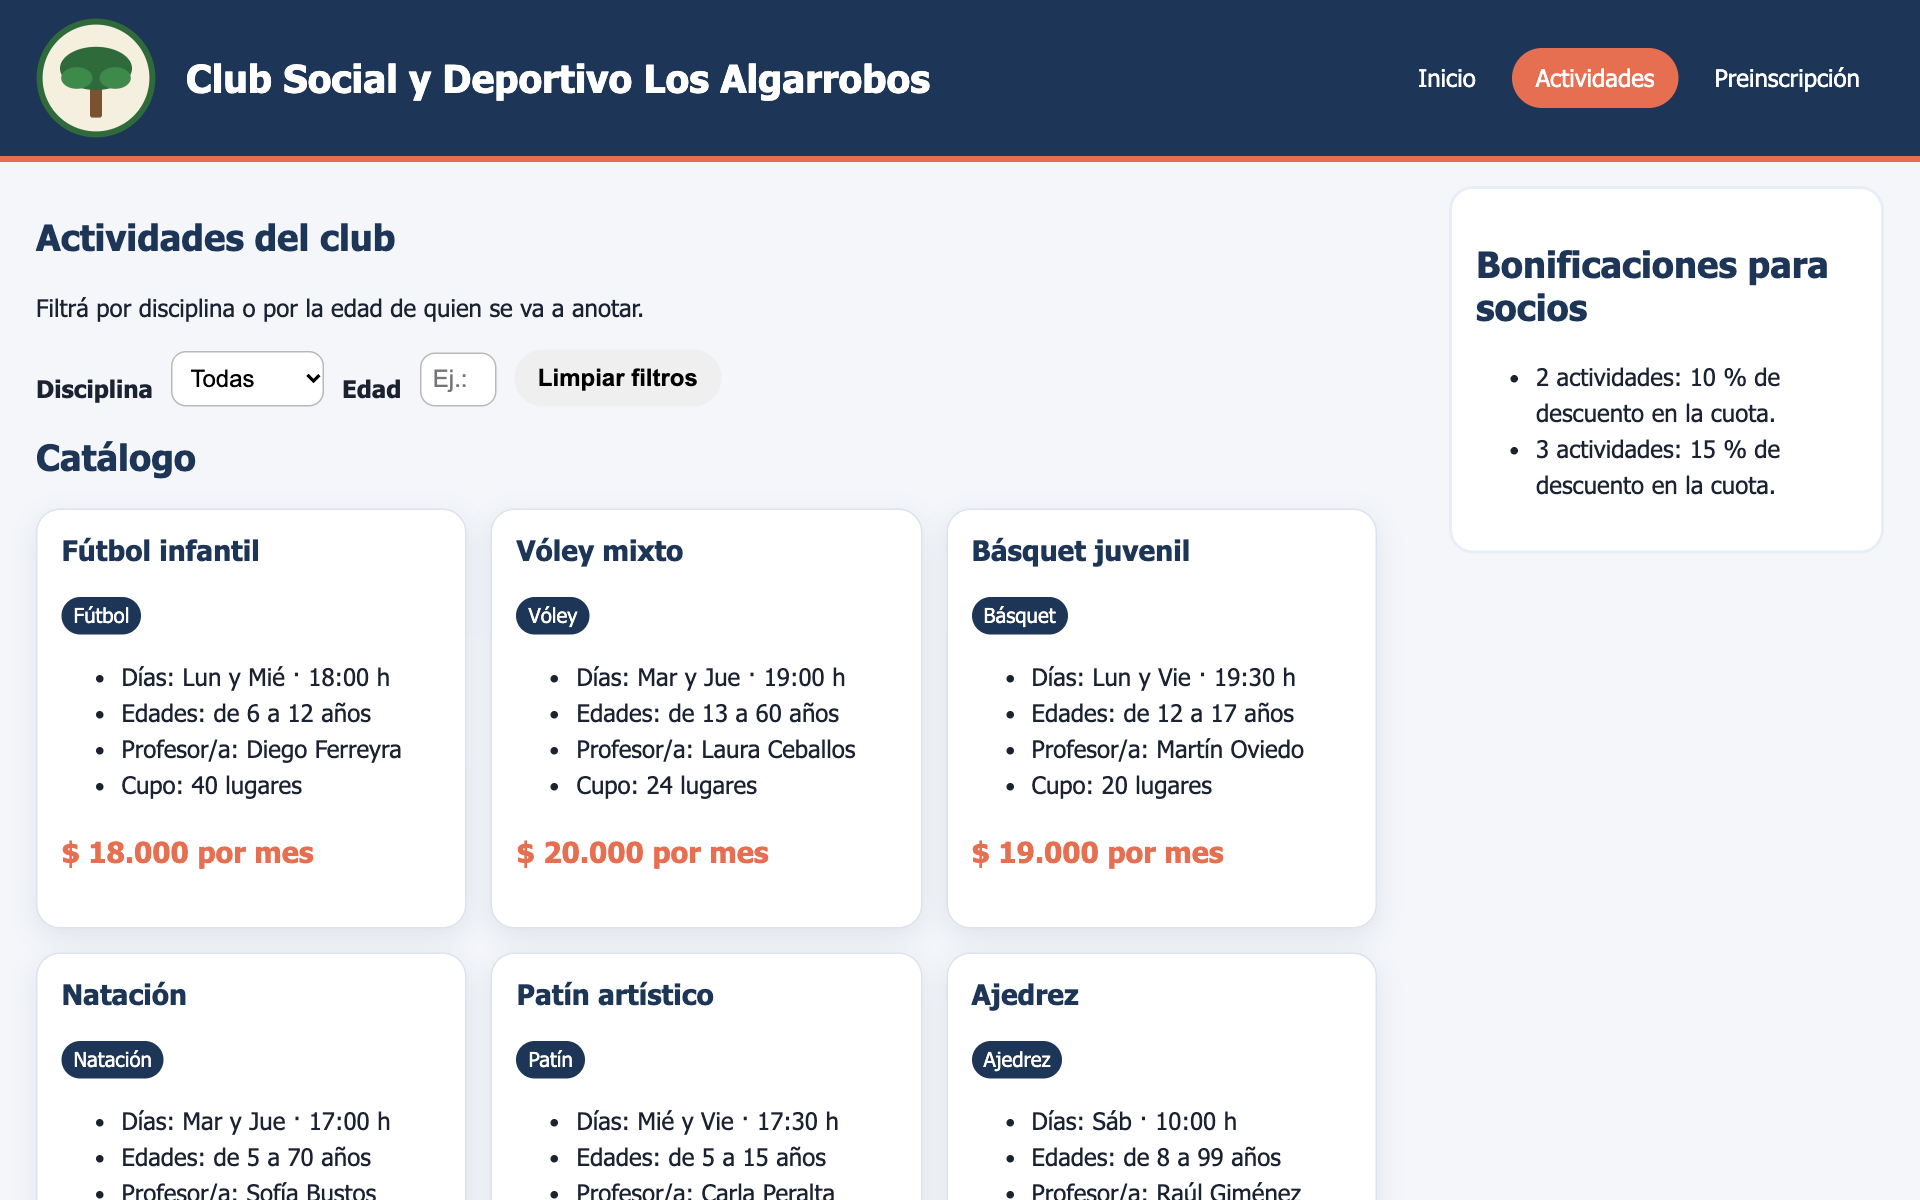 Club Social y Deportivo Los Algarrobos
Inicio
Actividades
Preinscripción
Actividades del club
Filtrá por disciplina o por la edad de quien se va a anotar.
Disciplina
Todas
Edad
Ej.:
Limpiar filtros
Catálogo
Fútbol infantil
Fútbol
• Días: Lun y Mié · 18:00 h
• Edades: de 6 a 12 años
• Profesor/a: Diego Ferreyra
• Cupo: 40 lugares
$ 18.000 por mes
Vóley mixto
Vóley
• Días: Mar y Jue · 19:00 h
• Edades: de 13 a 60 años
• Profesor/a: Laura Ceballos
• Cupo: 24 lugares
$ 20.000 por mes
Básquet juvenil
Básquet
• Días: Lun y Vie · 19:30 h
• Edades: de 12 a 17 años
• Profesor/a: Martín Oviedo
• Cupo: 20 lugares
$ 19.000 por mes
Natación
Natación
• Días: Mar y Jue · 17:00 h
• Edades: de 5 a 70 años
• Profesor/a: Sofía Bustos
Patín artístico
Patín
• Días: Mié y Vie · 17:30 h
• Edades: de 5 a 15 años
• Profesor/a: Carla Peralta
Ajedrez
Ajedrez
• Días: Sáb · 10:00 h
• Edades: de 8 a 99 años
• Profesor/a: Raúl Giménez
Bonificaciones para
socios
• 2 actividades: 10 % de
descuento en la cuota.
• 3 actividades: 15 % de
descuento en la cuota.